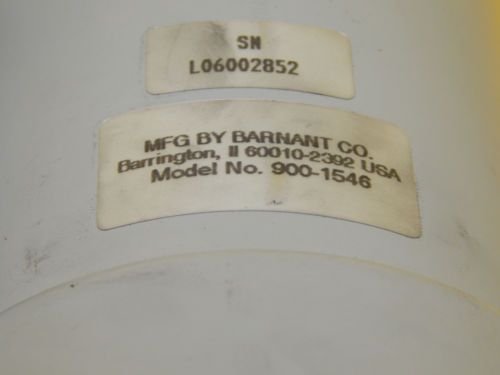 SN
L06002852
MFG BY BARNANT CO.
Barrington, Il 60010-2392 USA
Model No. 900-1546